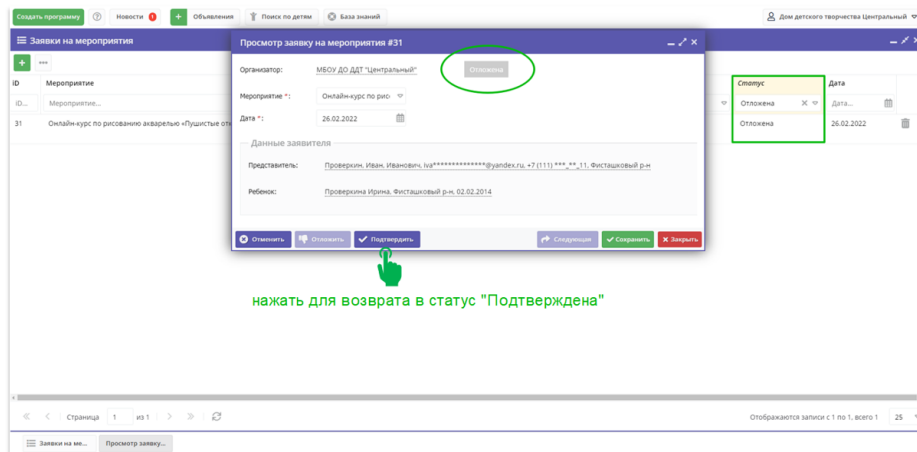 Создать программу ? Новости 1 + Объявления Поиск по детям База знаний Дом детского творчества Центральный
Заявки на мероприятия
Просмотр заявку на мероприятия #31
+ •••
Организатор: МБОУ ДО ДДТ "Центральный" Отложена
iD Мероприятие Статус Дата
Мероприятие *: Онлайн-курс по рис
iD... Мероприятие... Отложена Дата...
Дата *: 26.02.2022
31 Онлайн-курс по рисованию акварелью «Пушистые отк Отложена 26.02.2022
Данные заявителя
Представитель: Проверкин, Иван, Иванович, iva**************@yandex.ru, +7 (111) ***_**_11, Фисташковый р-н
Ребенок: Проверкина Ирина, Фисташковый р-н, 02.02.2014
Отменить Отложить Подтвердить Следующая Сохранить Закрыть
нажать для возврата в статус "Подтверждена"
Страница 1 из 1 Отображаются записи с 1 по 1, всего 1 25
Заявки на ме... Просмотр заявку...